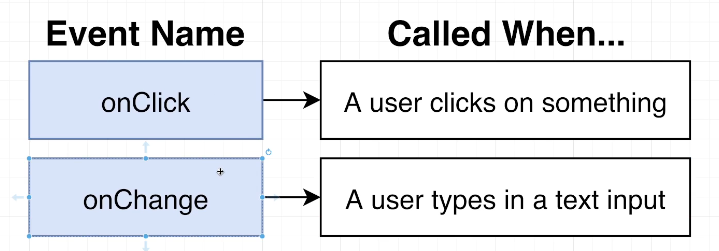 Event Name
Called When...
onClick
A user clicks on something
onChange
A user types in a text input